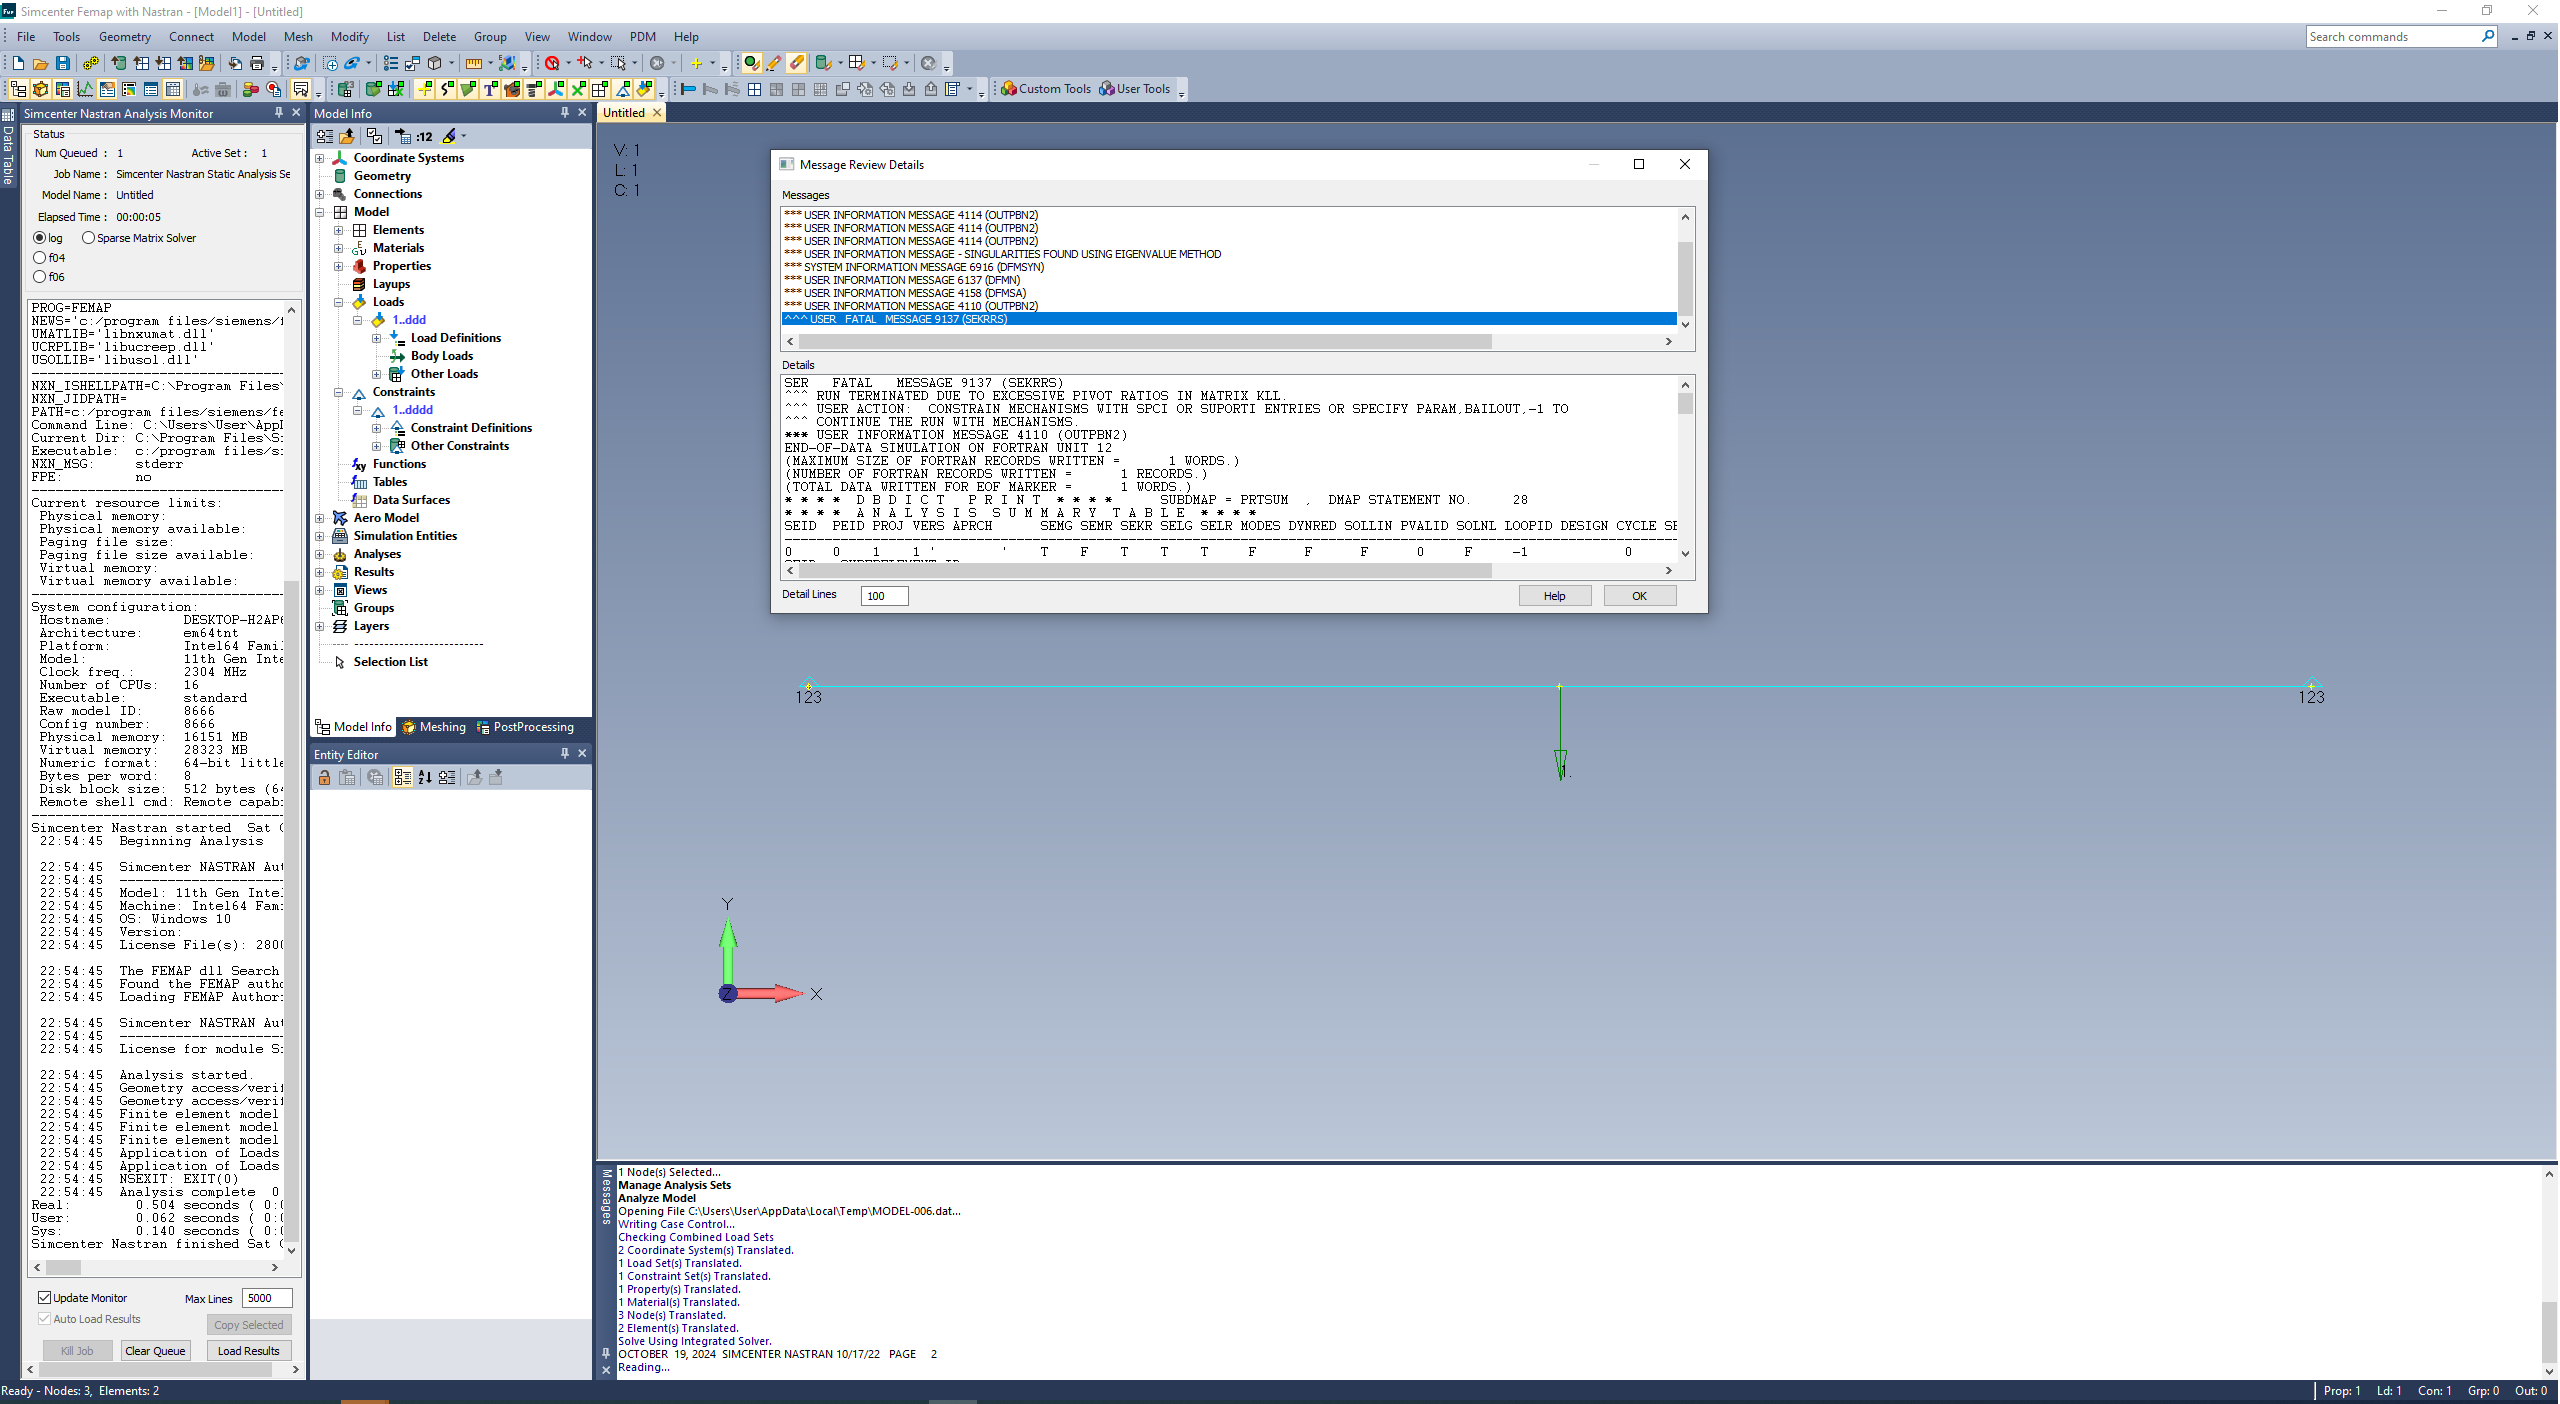 Simcenter Femap with Nastran - [Model1] - [Untitled]
File Tools Geometry Connect Model Mesh Modify List Delete Group View Window PDM Help
Search commands
Custom Tools User Tools
Data Table
Simcenter Nastran Analysis Monitor
Status
Num Queued : 1 Active Set : 1
Job Name : Simcenter Nastran Static Analysis Se
Model Name : Untitled
Elapsed Time : 00:00:05
log Sparse Matrix Solver
f04
f06
PROG=FEMAP
NEWS='c:/program files/siemens/f
UMATLIB='libnxumat.dll'
UCRPLIB='libucreep.dll'
USOLLIB='libusol.dll'
NXN_ISHELLPATH=C:\Program Files\
NXN_JIDPATH=
PATH=c:/program files/siemens/fe
Command Line: C:\Users\User\AppD
Current Dir: C:\Program Files\S
Executable: c:/program files/s
NXN_MSG: stderr
FPE: no
Current resource limits:
Physical memory:
Physical memory available:
Paging file size:
Paging file size available:
Virtual memory:
Virtual memory available:
System configuration:
Hostname: DESKTOP-H2AP6
Architecture: em64tnt
Platform: Intel64 Fami
Model: 11th Gen Inte
Clock freq.: 2304 MHz
Number of CPUs: 16
Executable: standard
Raw model ID: 8666
Config number: 8666
Physical memory: 16151 MB
Virtual memory: 28323 MB
Numeric format: 64-bit little
Bytes per word: 8
Disk block size: 512 bytes (64
Remote shell cmd: Remote capab
Simcenter Nastran started Sat
22:54:45 Beginning Analysis
22:54:45 Simcenter NASTRAN Aut
22:54:45
22:54:45 Model: 11th Gen Intel
22:54:45 Machine: Intel64 Fam
22:54:45 OS: Windows 10
22:54:45 Version:
22:54:45 License File(s): 2800
22:54:45 The FEMAP dll Search
22:54:45 Found the FEMAP autho
22:54:45 Loading FEMAP Author
22:54:45 Simcenter NASTRAN Aut
22:54:45
22:54:45 License for module S
22:54:45 Analysis started.
22:54:45 Geometry access/verif
22:54:45 Geometry access/verif
22:54:45 Finite element model
22:54:45 Finite element model
22:54:45 Finite element model
22:54:45 Application of Loads
22:54:45 Application of Loads
22:54:45 NSEXIT: EXIT(0)
22:54:45 Analysis complete 0
Real: 0.504 seconds ( 0:0
User: 0.062 seconds ( 0:0
Sys: 0.140 seconds ( 0:0
Simcenter Nastran finished Sat
Update Monitor Max Lines 5000
Auto Load Results Copy Selected
Kill Job Clear Queue Load Results
Model Info
:12
Coordinate Systems
Geometry
Connections
Model
Elements
Materials
Properties
Layups
Loads
1..ddd
Load Definitions
Body Loads
Other Loads
Constraints
1..dddd
Constraint Definitions
Other Constraints
Functions
Tables
Data Surfaces
Aero Model
Simulation Entities
Analyses
Results
Views
Groups
Layers
Selection List
Model Info Meshing PostProcessing
Entity Editor
Untitled
V: 1
L: 1
C: 1
Message Review Details
Messages
*** USER INFORMATION MESSAGE 4114 (OUTPBN2)
*** USER INFORMATION MESSAGE 4114 (OUTPBN2)
*** USER INFORMATION MESSAGE 4114 (OUTPBN2)
*** USER INFORMATION MESSAGE - SINGULARITIES FOUND USING EIGENVALUE METHOD
*** SYSTEM INFORMATION MESSAGE 6916 (DFMSYN)
*** USER INFORMATION MESSAGE 6137 (DFMN)
*** USER INFORMATION MESSAGE 4158 (DFMSA)
*** USER INFORMATION MESSAGE 4110 (OUTPBN2)
^^^ USER FATAL MESSAGE 9137 (SEKRRS)
Details
SER FATAL MESSAGE 9137 (SEKRRS)
^^^ RUN TERMINATED DUE TO EXCESSIVE PIVOT RATIOS IN MATRIX KLL.
^^^ USER ACTION: CONSTRAIN MECHANISMS WITH SPCI OR SUPORTI ENTRIES OR SPECIFY PARAM,BAILOUT,-1 TO
^^^ CONTINUE THE RUN WITH MECHANISMS.
*** USER INFORMATION MESSAGE 4110 (OUTPBN2)
END-OF-DATA SIMULATION ON FORTRAN UNIT 12
(MAXIMUM SIZE OF FORTRAN RECORDS WRITTEN = 1 WORDS.)
(NUMBER OF FORTRAN RECORDS WRITTEN = 1 RECORDS.)
(TOTAL DATA WRITTEN FOR EOF MARKER = 1 WORDS.)
* * * * D B D I C T P R I N T * * * * SUBDMAP = PRTSUM , DMAP STATEMENT NO. 28
* * * * A N A L Y S I S S U M M A R Y T A B L E * * * *
SEID PEID PROJ VERS APRCH SEMG SEMR SEKR SELG SELR MODES DYNRED SOLLIN PVALID SOLNL LOOPID DESIGN CYCLE SE
0 0 1 1 ' ' T F T T T F F F 0 F -1 0
Detail Lines 100
Help OK
123
123
1.
Y
Z
X
Messages
1 Node(s) Selected...
Manage Analysis Sets
Analyze Model
Opening File C:\Users\User\AppData\Local\Temp\MODEL-006.dat...
Writing Case Control...
Checking Combined Load Sets
2 Coordinate System(s) Translated.
1 Load Set(s) Translated.
1 Constraint Set(s) Translated.
1 Property(s) Translated.
1 Material(s) Translated.
3 Node(s) Translated.
2 Element(s) Translated.
Solve Using Integrated Solver.
OCTOBER 19, 2024 SIMCENTER NASTRAN 10/17/22 PAGE 2
Reading...
Ready - Nodes: 3, Elements: 2
Prop: 1 Ld: 1 Con: 1 Grp: 0 Out: 0